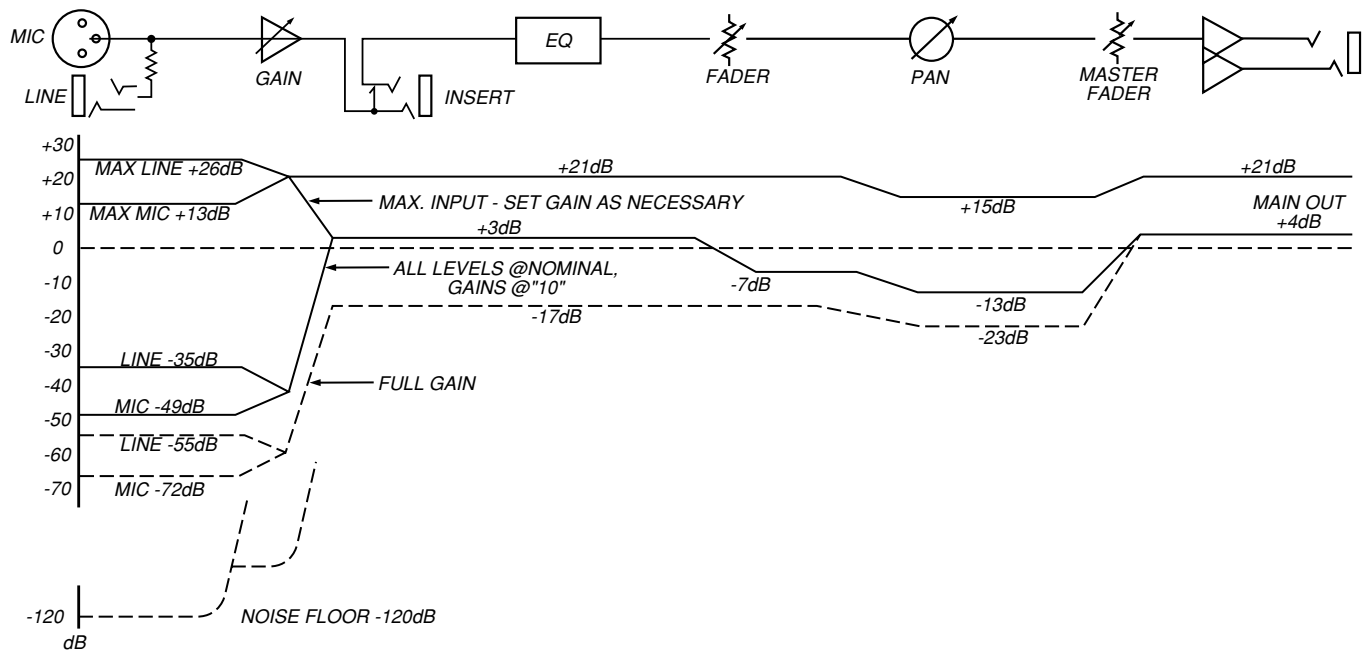 MIC
LINE
GAIN
INSERT
EQ
FADER
PAN
MASTER
FADER
+30
+20
+10
0
-10
-20
-30
-40
-50
-60
-70
-120
dB
MAX LINE +26dB
MAX MIC +13dB
+21dB
+15dB
+21dB
MAX. INPUT - SET GAIN AS NECESSARY
MAIN OUT
+4dB
+3dB
ALL LEVELS @NOMINAL,
GAINS @"10"
-7dB
-13dB
-17dB
-23dB
LINE -35dB
FULL GAIN
MIC -49dB
LINE -55dB
MIC -72dB
NOISE FLOOR -120dB